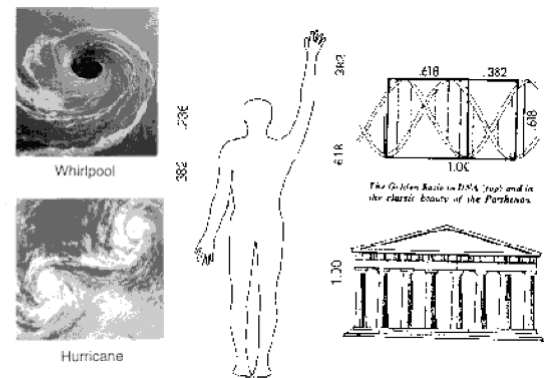 Whirlpool
Hurricane
.382
.382
.618
.618
.382
.618
1.00
The Golden Ratio in DNA (top) and in
the classic beauty of the Parthenon.
1.00